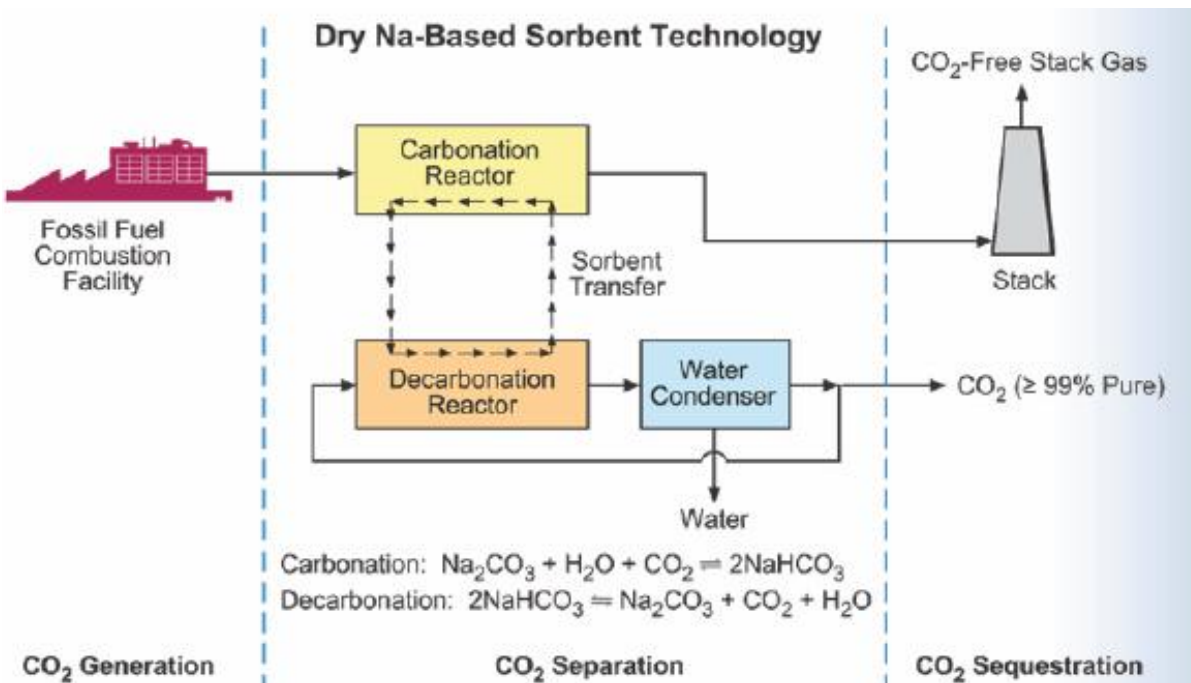 Dry Na-Based Sorbent Technology
CO₂-Free Stack Gas
Carbonation
Reactor
Fossil Fuel
Combustion
Facility
Sorbent
Transfer
Stack
Decarbonation
Reactor
Water
Condenser
CO₂ (≥ 99% Pure)
Water
Carbonation: Na₂CO₃ + H₂O + CO₂ ⇌ 2NaHCO₃
Decarbonation: 2NaHCO₃ ⇋ Na₂CO₃ + CO₂ + H₂O
CO₂ Generation
CO₂ Separation
CO₂ Sequestration